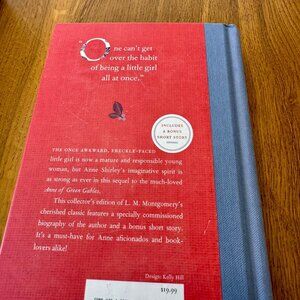 "One can't get
over the habit
of being a little girl
all at once."
INCLUDES
A BONUS
SHORT STORY
THE ONCE AWKWARD, FRECKLE-FACED
little girl is now a mature and responsible young
woman, but Anne Shirley's imaginative spirit is
as strong as ever in this sequel to the much-loved
Anne of Green Gables.
This collector's edition of L. M. Montgomery's
cherished classic features a specially commissioned
biography of the author and a bonus short story.
It's a must-have for Anne aficionados and book-
lovers alike!
Design: Kelly Hill
$19.99